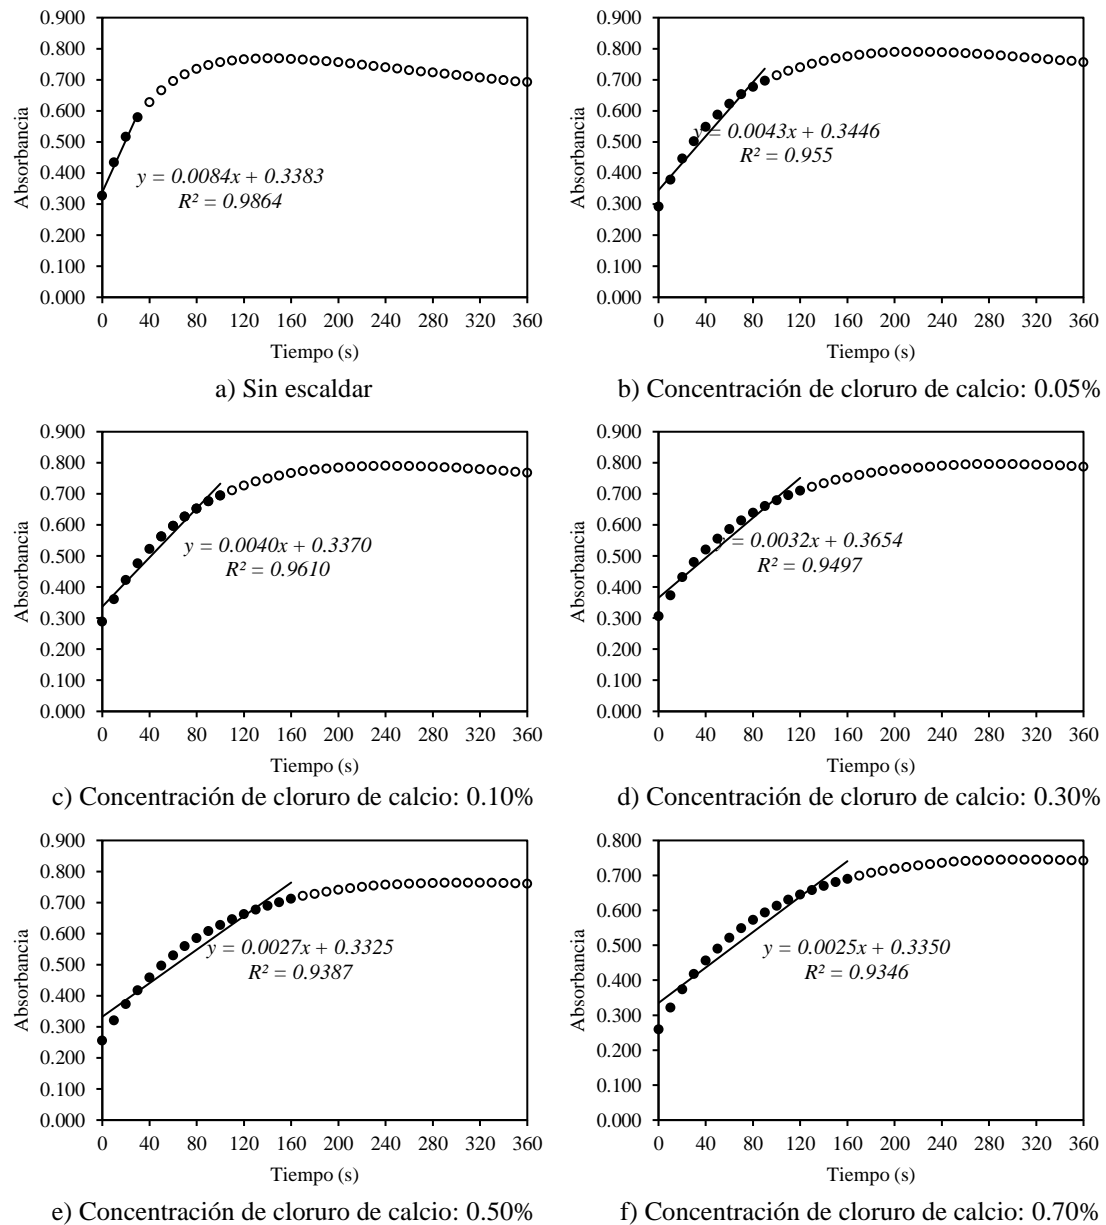 0.900
0.800
0.700
0.600
0.500
0.400
0.300
0.200
0.100
0.000
Absorbancia
y = 0.0084x + 0.3383
R² = 0.9864
0 40 80 120 160 200 240 280 320 360
Tiempo (s)
a) Sin escaldar
0.900
0.800
0.700
0.600
0.500
0.400
0.300
0.200
0.100
0.000
Absorbancia
y = 0.0043x + 0.3446
R² = 0.955
0 40 80 120 160 200 240 280 320 360
Tiempo (s)
b) Concentración de cloruro de calcio: 0.05%
0.900
0.800
0.700
0.600
0.500
0.400
0.300
0.200
0.100
0.000
Absorbancia
y = 0.0040x + 0.3370
R² = 0.9610
0 40 80 120 160 200 240 280 320 360
Tiempo (s)
c) Concentración de cloruro de calcio: 0.10%
0.900
0.800
0.700
0.600
0.500
0.400
0.300
0.200
0.100
0.000
Absorbancia
y = 0.0032x + 0.3654
R² = 0.9497
0 40 80 120 160 200 240 280 320 360
Tiempo (s)
d) Concentración de cloruro de calcio: 0.30%
0.900
0.800
0.700
0.600
0.500
0.400
0.300
0.200
0.100
0.000
Absorbancia
y = 0.0027x + 0.3325
R² = 0.9387
0 40 80 120 160 200 240 280 320 360
Tiempo (s)
e) Concentración de cloruro de calcio: 0.50%
0.800
0.700
0.600
0.500
0.400
0.300
0.200
0.100
0.000
Absorbancia
y = 0.0025x + 0.3350
R² = 0.9346
0 40 80 120 160 200 240 280 320 360
Tiempo (s)
f) Concentración de cloruro de calcio: 0.70%